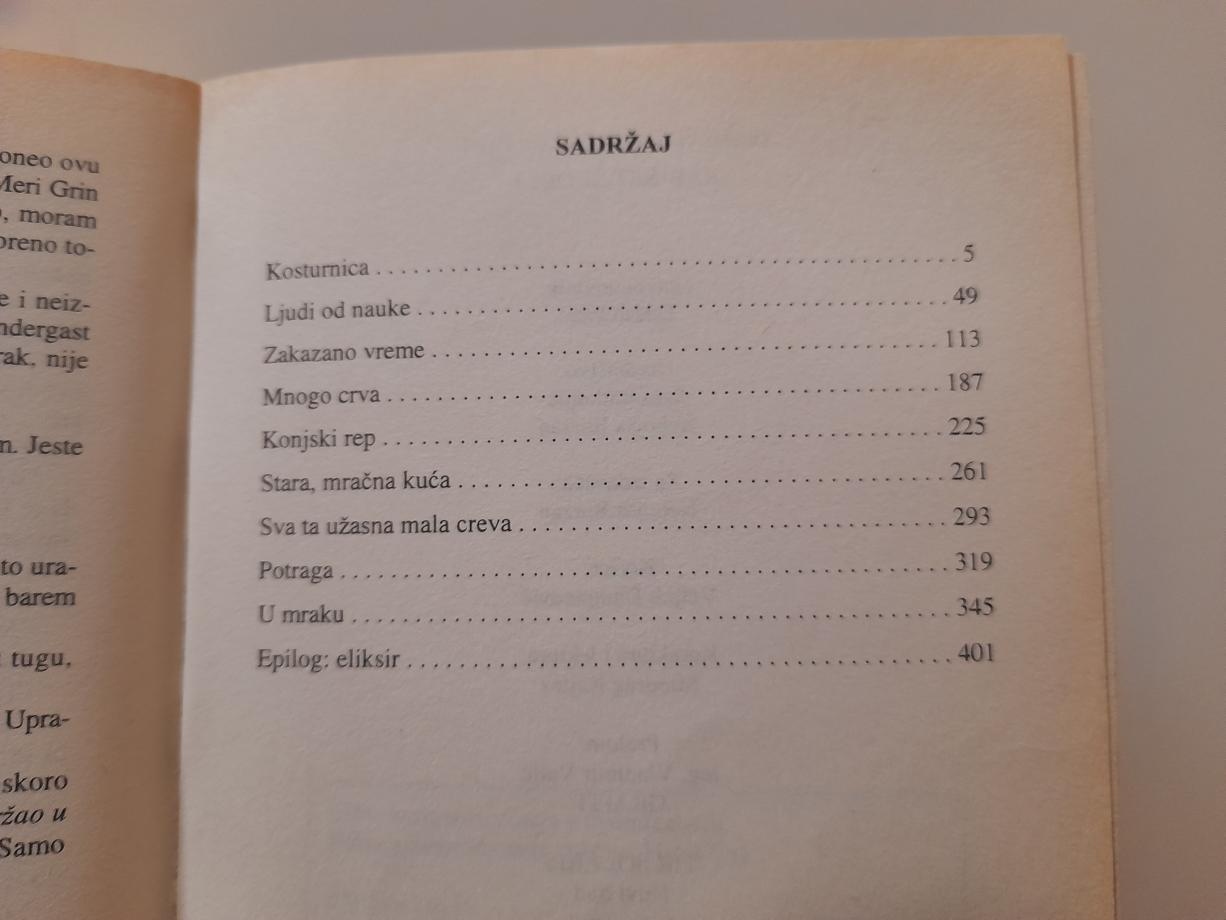 oneo ovu
Meri Grin
, moram
oreno to-
e i neiz-
ndergast
rak, nije
n. Jeste
to ura-
barem
tugu,
Upra-
skoro
žao u
Samo
SADRŽAJ
Kosturnica . . . . . . . . . . . . . . . . . . . . . . . . . . . . . . . . . . . . . . . . . . . . . 5
Ljudi od nauke . . . . . . . . . . . . . . . . . . . . . . . . . . . . . . . . . . . . . . . . . 49
Zakazano vreme . . . . . . . . . . . . . . . . . . . . . . . . . . . . . . . . . . . . . . . 113
Mnogo crva . . . . . . . . . . . . . . . . . . . . . . . . . . . . . . . . . . . . . . . . . . 187
Konjski rep . . . . . . . . . . . . . . . . . . . . . . . . . . . . . . . . . . . . . . . . . . . 225
Stara, mračna kuća . . . . . . . . . . . . . . . . . . . . . . . . . . . . . . . . . . . . . 261
Sva ta užasna mala creva . . . . . . . . . . . . . . . . . . . . . . . . . . . . . . . . 293
Potraga . . . . . . . . . . . . . . . . . . . . . . . . . . . . . . . . . . . . . . . . . . . . . . 319
U mraku . . . . . . . . . . . . . . . . . . . . . . . . . . . . . . . . . . . . . . . . . . . . . 345
Epilog: eliksir . . . . . . . . . . . . . . . . . . . . . . . . . . . . . . . . . . . . . . . . . 401